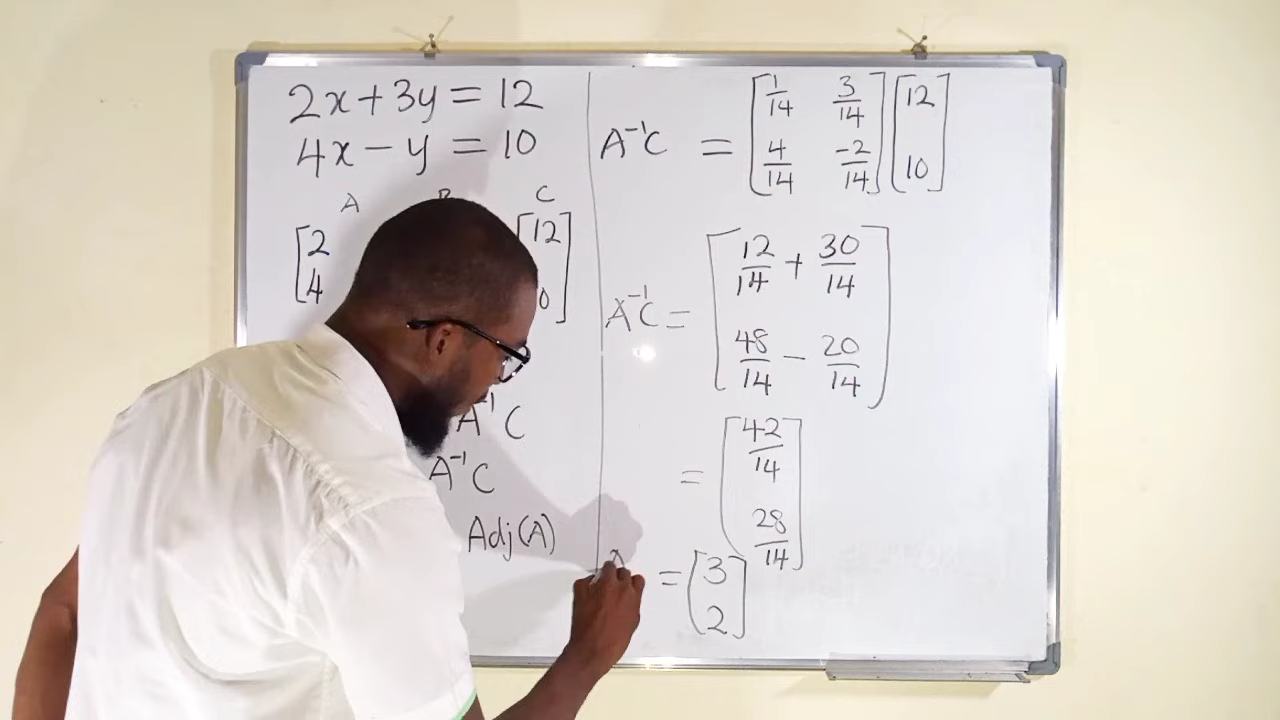 2x + 3y = 12
4x - y = 10
A C
[2
4
[12
0]
A⁻¹C
A⁻¹C
Adj(A)
A⁻¹C = [1/14 3/14
4/14 -2/14] [12
10]
A⁻¹C = [12/14 + 30/14
48/14 - 20/14]
= [42/14
28/14]
= [3
2]